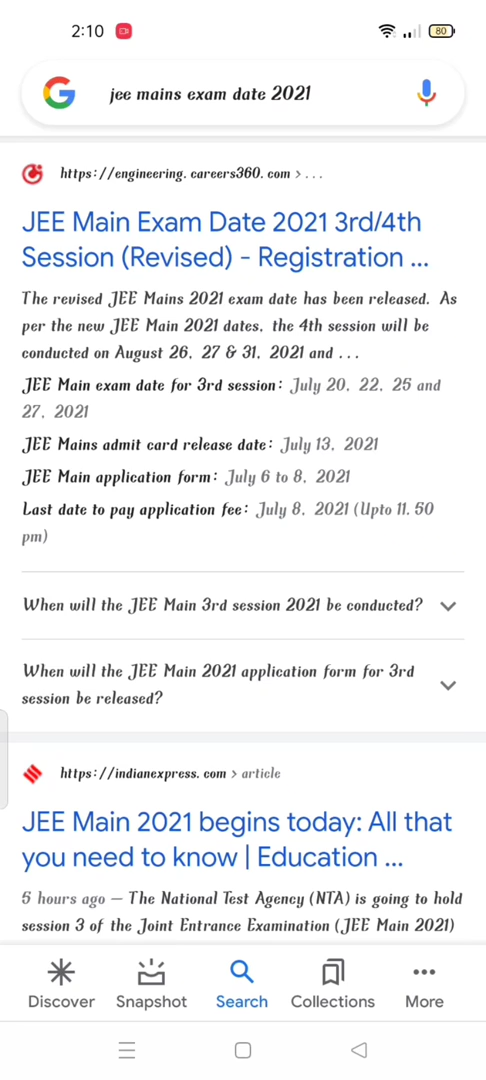 2:10
80
jee mains exam date 2021
https://engineering.careers360.com > ...
JEE Main Exam Date 2021 3rd/4th
Session (Revised) - Registration ...
The revised JEE Mains 2021 exam date has been released. As
per the new JEE Main 2021 dates, the 4th session will be
conducted on August 26, 27 & 31, 2021 and ...
JEE Main exam date for 3rd session: July 20, 22, 25 and
27, 2021
JEE Mains admit card release date: July 13, 2021
JEE Main application form: July 6 to 8, 2021
Last date to pay application fee: July 8, 2021 (Upto 11.50
pm)
When will the JEE Main 3rd session 2021 be conducted?
When will the JEE Main 2021 application form for 3rd
session be released?
https://indianexpress.com > article
JEE Main 2021 begins today: All that
you need to know | Education ...
5 hours ago — The National Test Agency (NTA) is going to hold
session 3 of the Joint Entrance Examination (JEE Main 2021)
Discover Snapshot Search Collections More